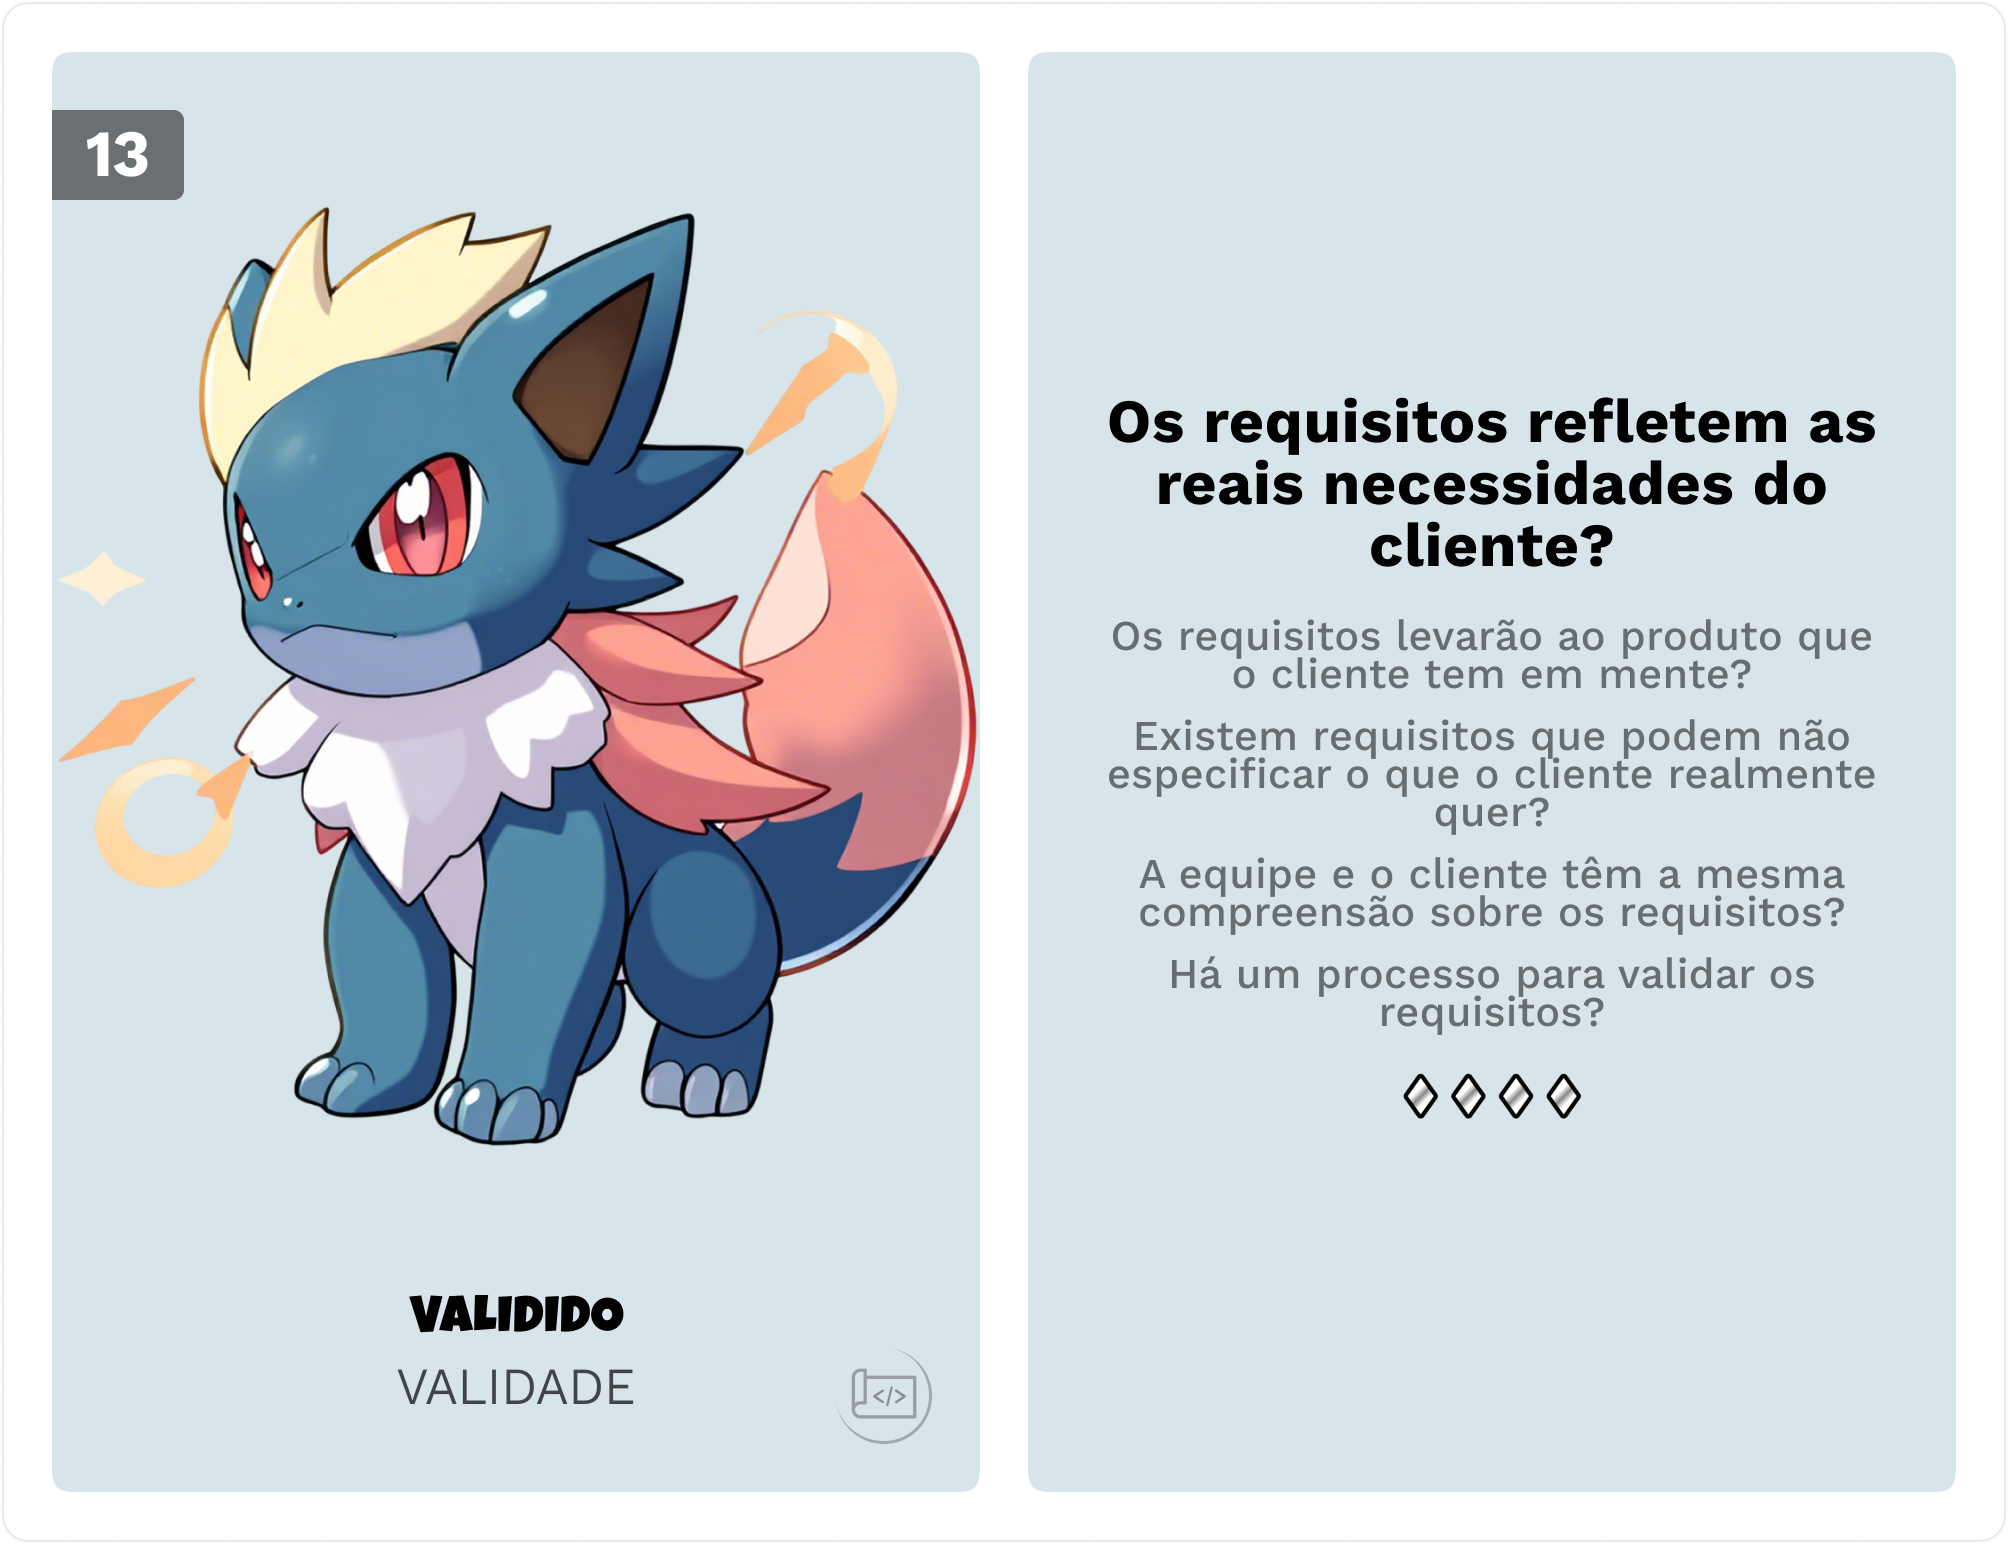 13
VALIDIDO
VALIDADE
</>
Os requisitos refletem as
reais necessidades do
cliente?
Os requisitos levarão ao produto que
o cliente tem em mente?
Existem requisitos que podem não
especificar o que o cliente realmente
quer?
A equipe e o cliente têm a mesma
compreensão sobre os requisitos?
Há um processo para validar os
requisitos?